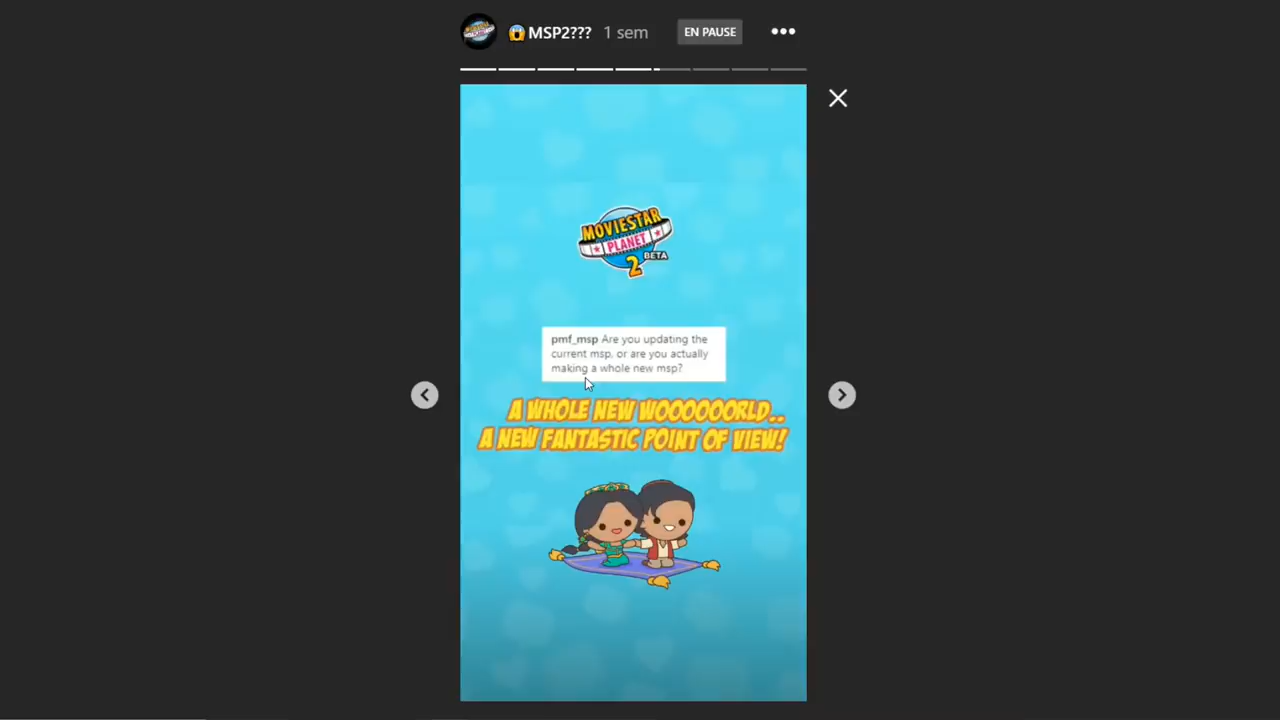 😱MSP2??? 1 sem EN PAUSE
MOVIESTAR
PLANET
2 BETA
pmf_msp Are you updating the
current msp, or are you actually
making a whole new msp?
A WHOLE NEW WOOOOOORLD..
A NEW FANTASTIC POINT OF VIEW!